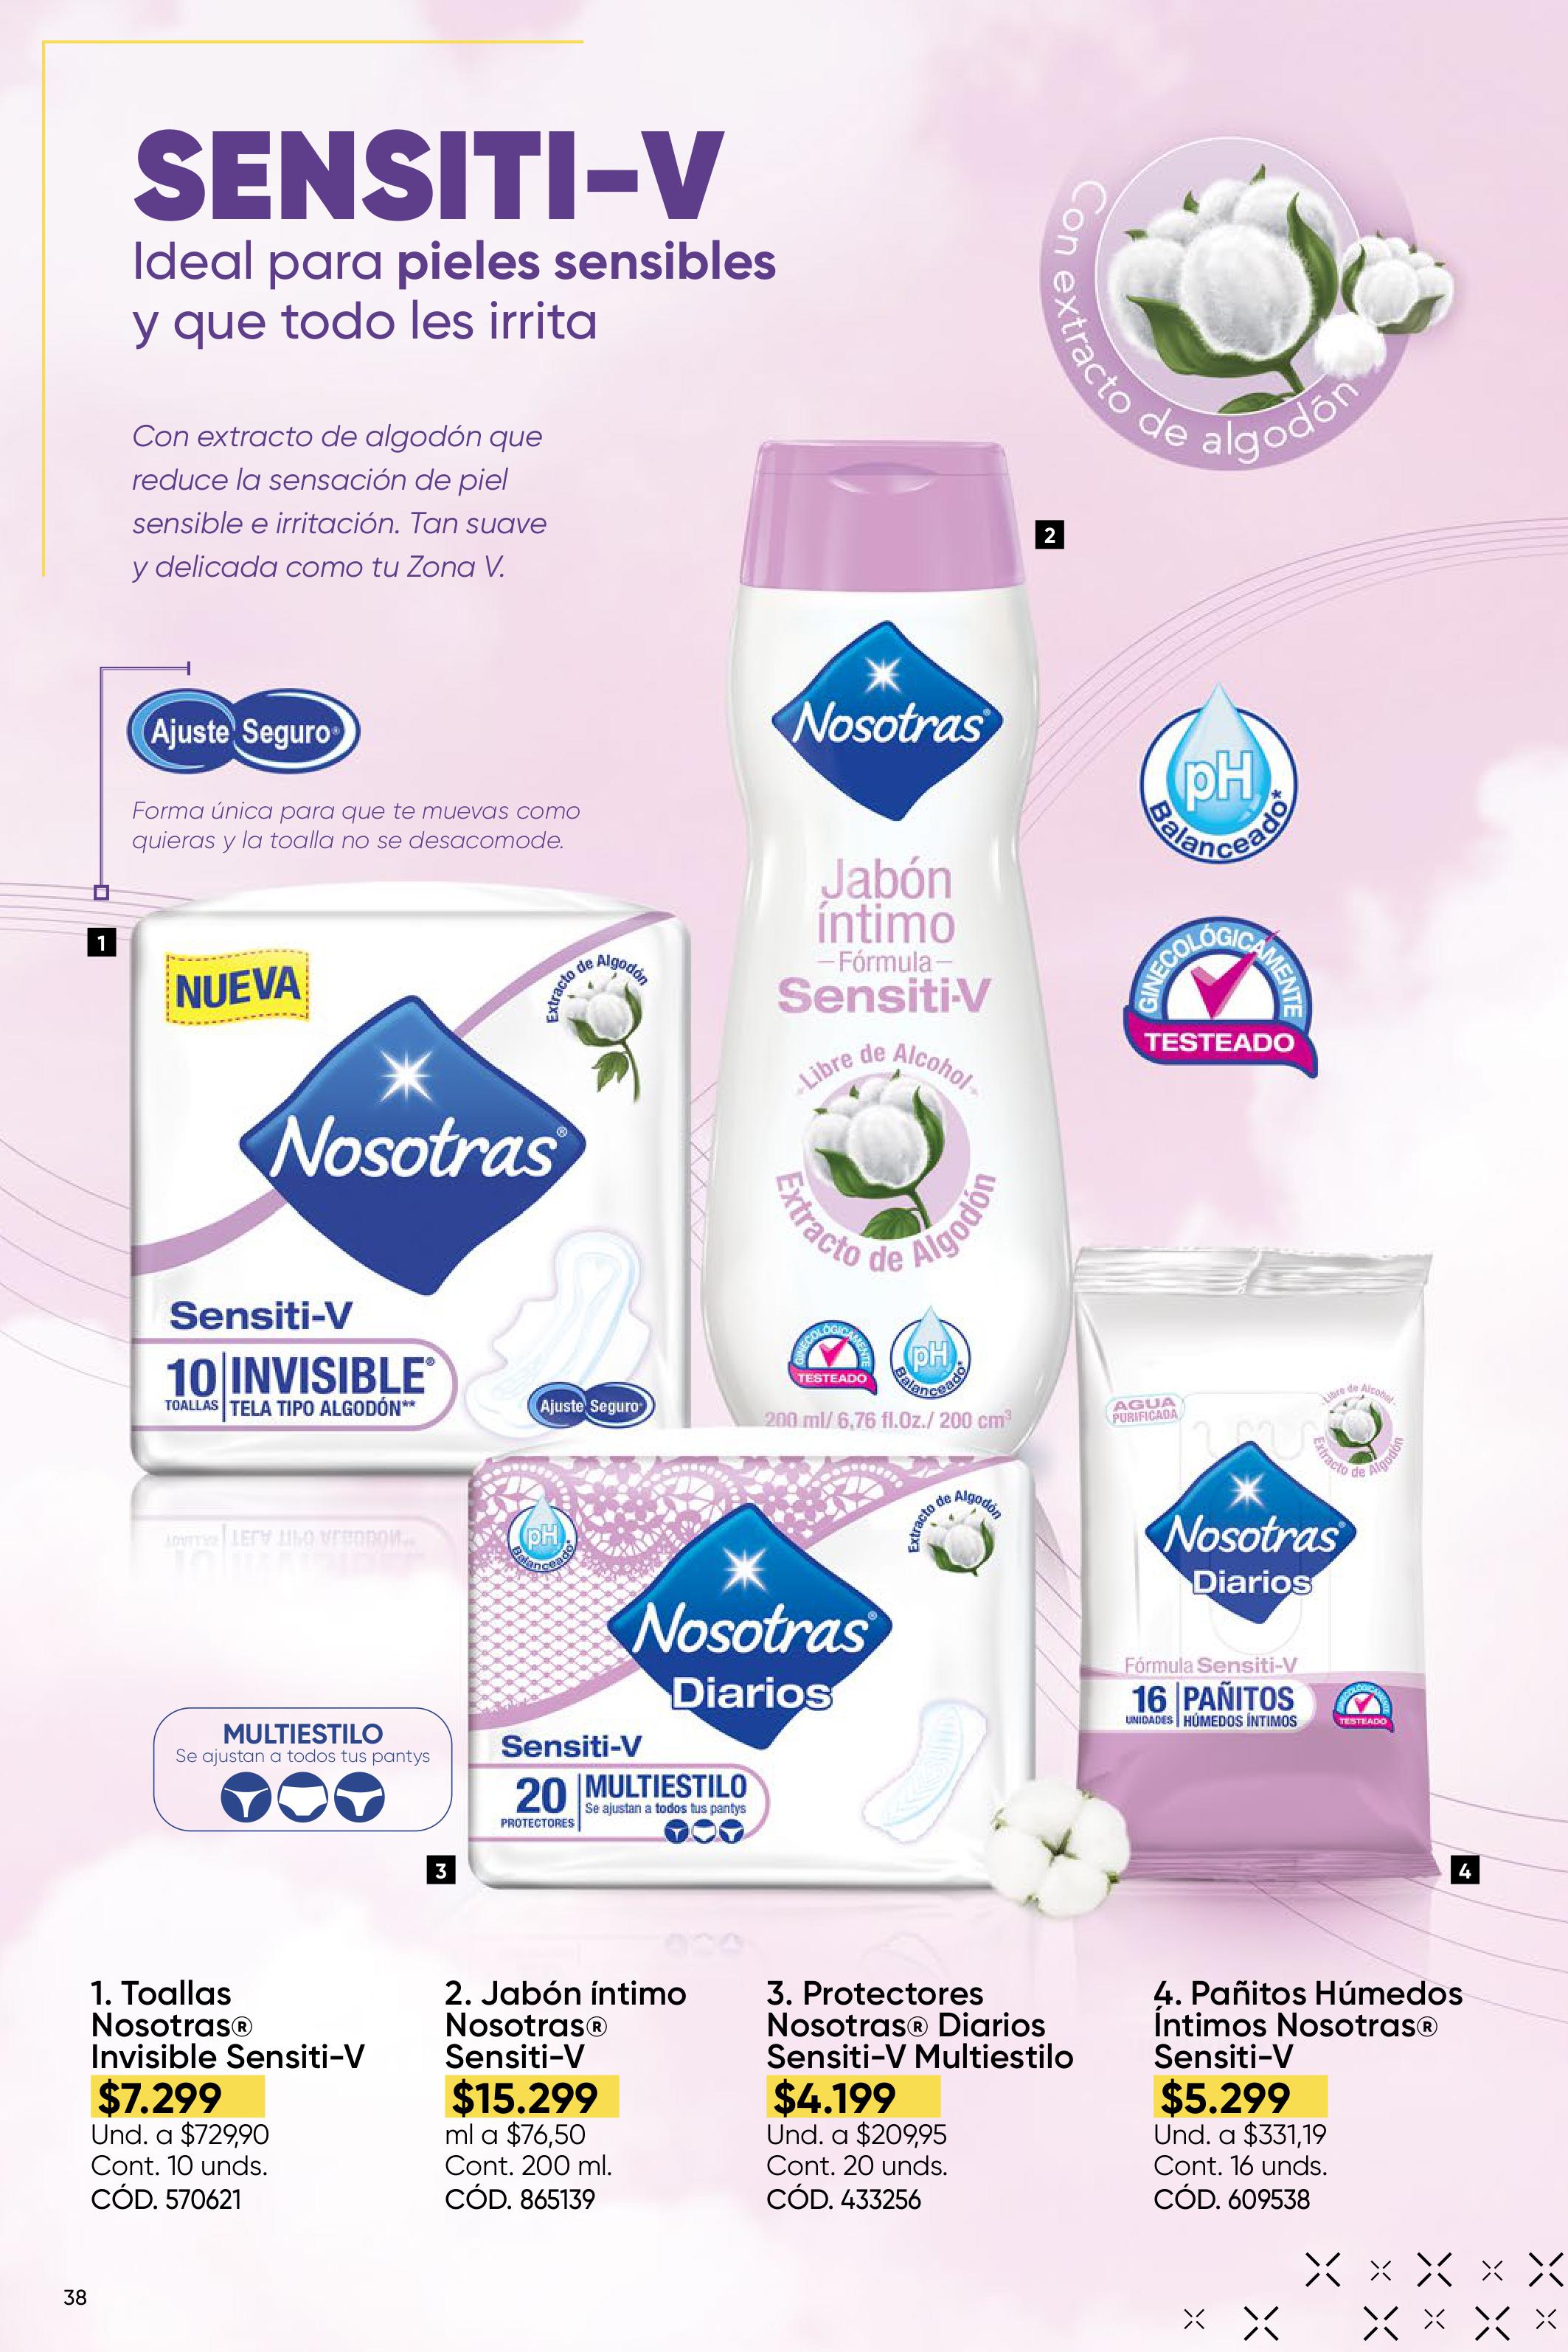 SENSITI-V
Ideal para pieles sensibles
y que todo les irrita
Con extracto de algodón
Con extracto de algodón que
reduce la sensación de piel
sensible e irritación. Tan suave
y delicada como tu Zona V.
2
Ajuste Seguro®
Forma única para que te muevas como
quieras y la toalla no se desacomode.
pH
Balanceado*
GINECOLÓGICAMENTE
TESTEADO
1
NUEVA
Extracto de Algodón
Nosotras®
Sensiti-V
10 TOALLAS
INVISIBLE®
TELA TIPO ALGODÓN**
Ajuste Seguro®
Nosotras®
Jabón
íntimo
-Fórmula-
Sensiti-V
-Libre de Alcohol-
Extracto de Algodón
GINECOLÓGICAMENTE
TESTEADO
pH
Balanceado*
200 ml/ 6,76 fl.Oz./ 200 cm³
pH
Balanceado*
Extracto de Algodón
Nosotras®
Diarios
Sensiti-V
20 PROTECTORES
MULTIESTILO
Se ajustan a todos tus pantys
AGUA
PURIFICADA
-Libre de Alcohol-
Extracto de Algodón
Nosotras®
Diarios
Fórmula Sensiti-V
16 UNIDADES
PAÑITOS
HÚMEDOS ÍNTIMOS
GINECOLÓGICAMENTE
TESTEADO
MULTIESTILO
Se ajustan a todos tus pantys
3
4
1. Toallas
Nosotras®
Invisible Sensiti-V
$7.299
Und. a $729,90
Cont. 10 unds.
CÓD. 570621
2. Jabón íntimo
Nosotras®
Sensiti-V
$15.299
ml a $76,50
Cont. 200 ml.
CÓD. 865139
3. Protectores
Nosotras® Diarios
Sensiti-V Multiestilo
$4.199
Und. a $209,95
Cont. 20 unds.
CÓD. 433256
4. Pañitos Húmedos
Íntimos Nosotras®
Sensiti-V
$5.299
Und. a $331,19
Cont. 16 unds.
CÓD. 609538
38